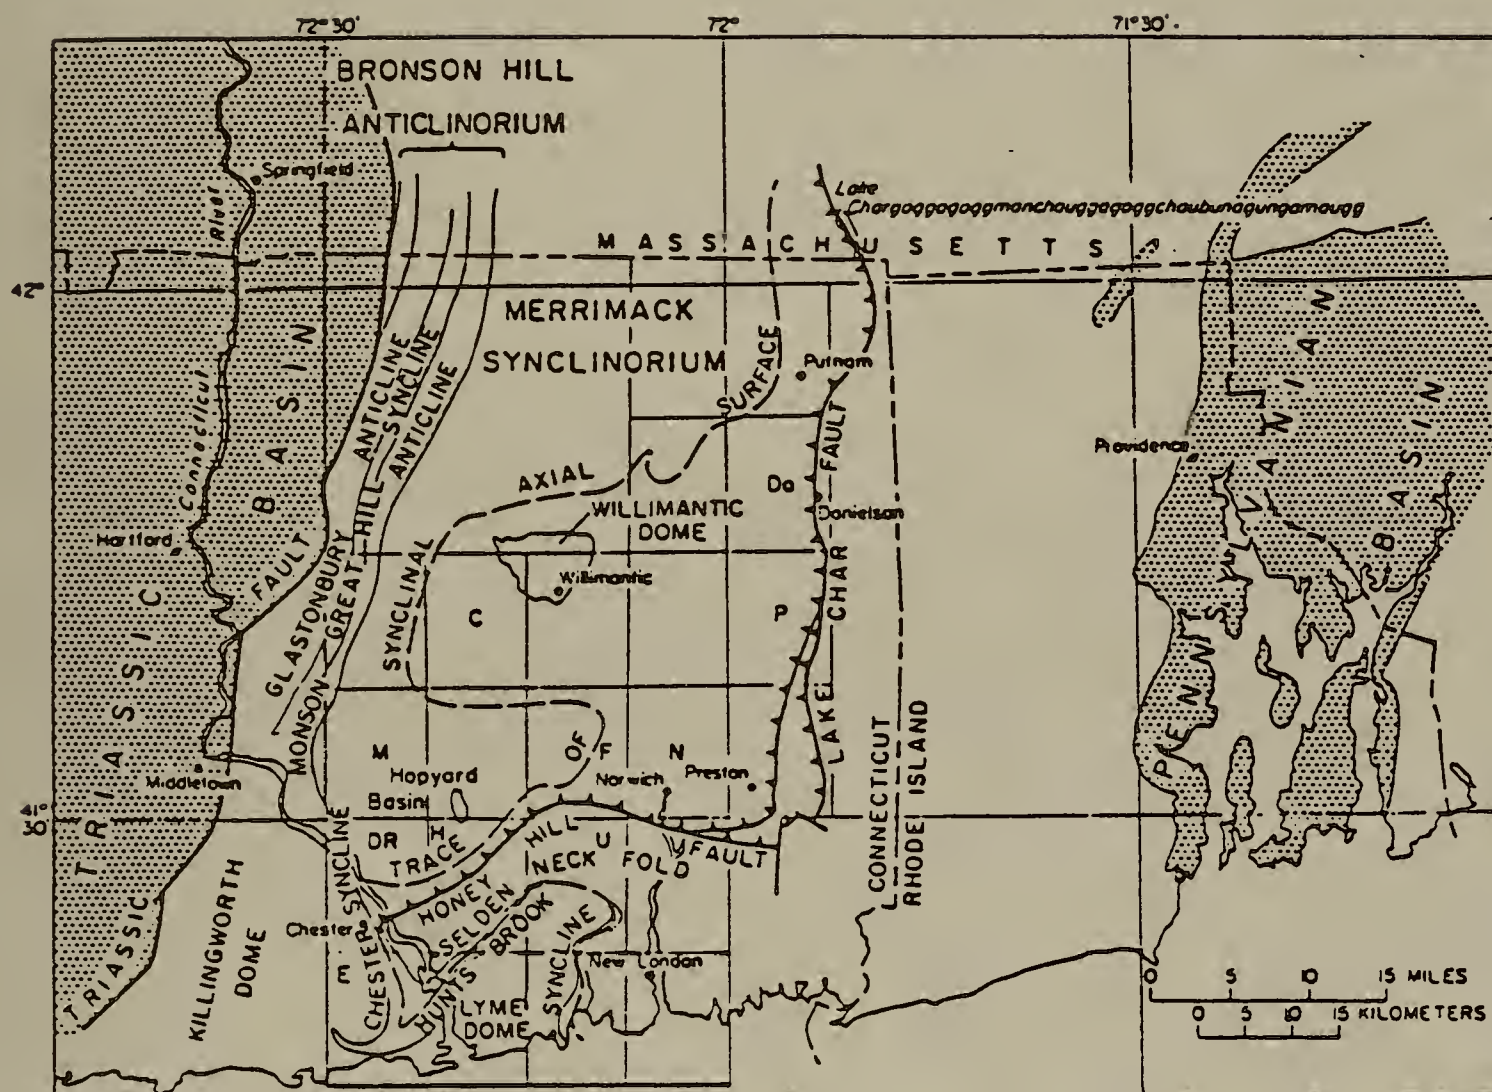 72° 30'
72°
71° 30'
BRONSON HILL
ANTICLINORIUM
Springfield
River
Lake
Chargoggagoggmanchauggagoggchaubunagungamaugg
MASSACHUSETTS
42°
MERRIMACK
SYNCLINORIUM
Putnam
Connecticut
TRIASSIC BASIN
TRIASSIC FAULT
GLASTONBURY ANTICLINE
GREAT HILL SYNCLINE
MONSON ANTICLINE
SYNCLINAL AXIAL SURFACE
TRACE OF
WILLIMANTIC
DOME
Willimantic
Da
Danielson
LAKE CHAR FAULT
Providence
PENNSYLVANIAN BASIN
Hartford
C
P
Middletown
M
Hopyard
Basin
F
N
Norwich
Preston
41°
30
DR
H
U
HONEY HILL FAULT
SELDEN NECK FOLD
HUNTS BROOK SYNCLINE
CHESTER SYNCLINE
Chester
E
KILLINGWORTH
DOME
LYME
DOME
New London
CONNECTICUT
RHODE ISLAND
0 5 10 15 MILES
0 5 10 15 KILOMETERS